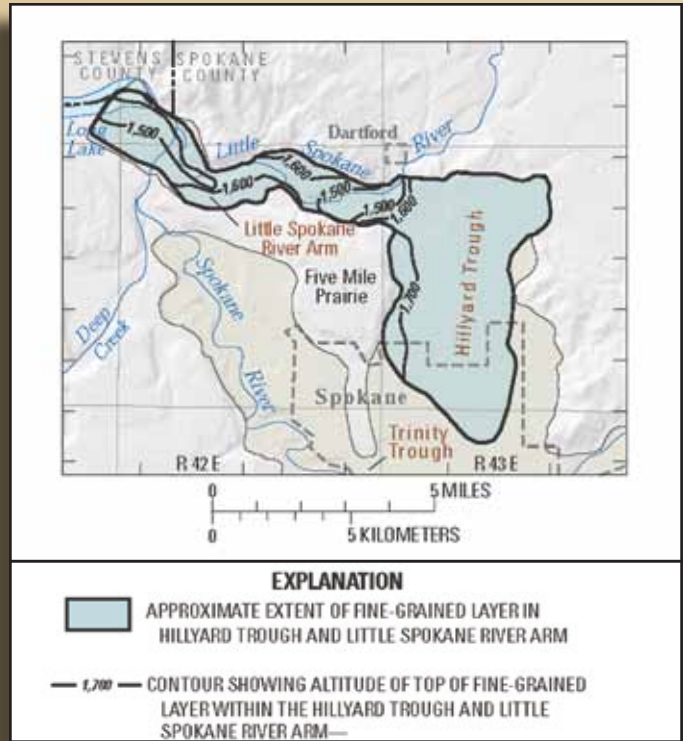 STEVENS SPOKANE
COUNTY COUNTY
Long
Lake
1,500
Little
Spokane
River
Dartford
1,600
1,600
1,500
1,500
1,600
Little Spokane
River Arm
Five Mile
Prairie
1,700
Hillyard Trough
Spokane
River
Deep
Creek
Spokane
Trinity
Trough
R 42 E
R 43 E
0 5 MILES
0 5 KILOMETERS
EXPLANATION
APPROXIMATE EXTENT OF FINE-GRAINED LAYER IN
HILLYARD TROUGH AND LITTLE SPOKANE RIVER ARM
1,700 CONTOUR SHOWING ALTITUDE OF TOP OF FINE-GRAINED
LAYER WITHIN THE HILLYARD TROUGH AND LITTLE
SPOKANE RIVER ARM—